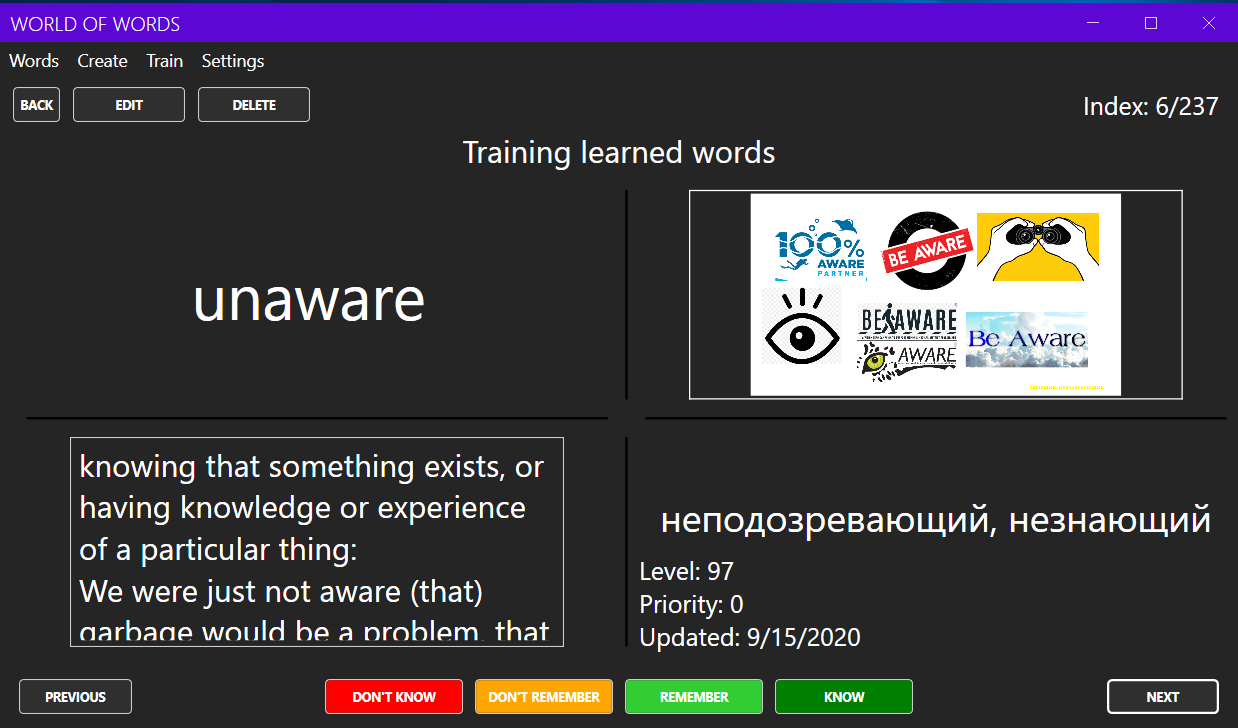 WORLD OF WORDS
Words Create Train Settings
BACK EDIT DELETE
Index: 6/237
Training learned words
unaware
100%
AWARE
PARTNER
BE AWARE
BE AWARE
AWARE
Be Aware
knowing that something exists, or
having knowledge or experience
of a particular thing:
We were just not aware (that)
garbage would be a problem, that
неподозревающий, незнающий
Level: 97
Priority: 0
Updated: 9/15/2020
PREVIOUS DON'T KNOW DON'T REMEMBER REMEMBER KNOW NEXT